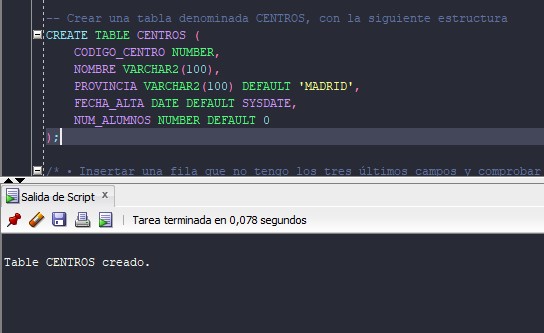 -- Crear una tabla denominada CENTROS, con la siguiente estructura
CREATE TABLE CENTROS (
CODIGO_CENTRO NUMBER,
NOMBRE VARCHAR2(100),
PROVINCIA VARCHAR2(100) DEFAULT 'MADRID',
FECHA_ALTA DATE DEFAULT SYSDATE,
NUM_ALUMNOS NUMBER DEFAULT 0
);
/* • Insertar una fila que no tengo los tres últimos campos y comprobar
Salida de Script x
Tarea terminada en 0,078 segundos
Table CENTROS creado.